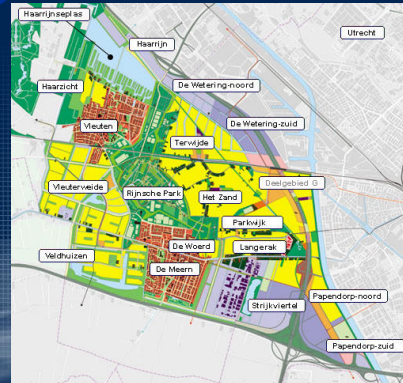 Haarrijnseplas
Haarrijn
Utrecht
Haarzicht
De Wetering-noord
Vleuten
De Wetering-zuid
Terwijde
Vleuterweide
Rijnsche Park
Het Zand
Deelgebied G
Parkwijk
De Woerd
Langerak
Veldhuizen
De Meern
Strijkviertel
Papendorp-noord
Papendorp-zuid